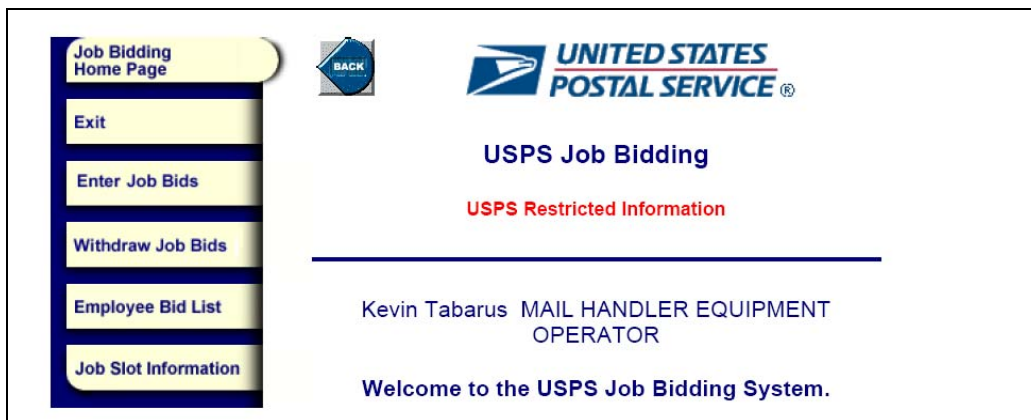 Job Bidding
Home Page
Exit
Enter Job Bids
Withdraw Job Bids
Employee Bid List
Job Slot Information
BACK
UNITED STATES
POSTAL SERVICE ®
USPS Job Bidding
USPS Restricted Information
Kevin Tabarus MAIL HANDLER EQUIPMENT
OPERATOR
Welcome to the USPS Job Bidding System.